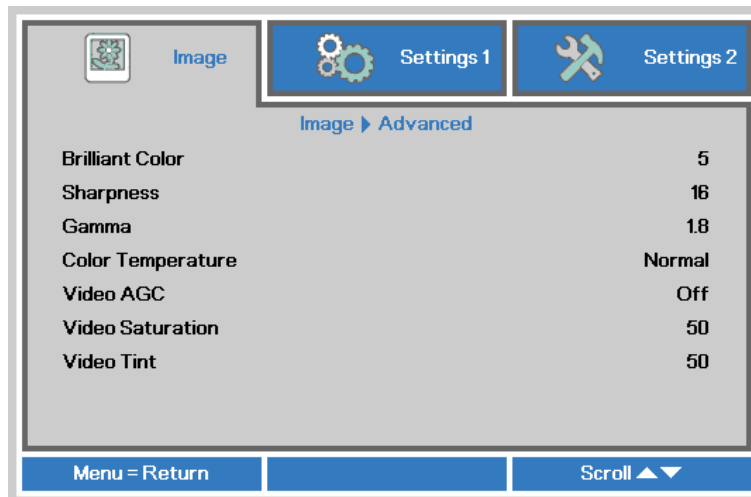 Image Settings 1 Settings 2
Image ▶ Advanced
Brilliant Color 5
Sharpness 16
Gamma 1.8
Color Temperature Normal
Video AGC Off
Video Saturation 50
Video Tint 50
Menu = Return Scroll ▲▼